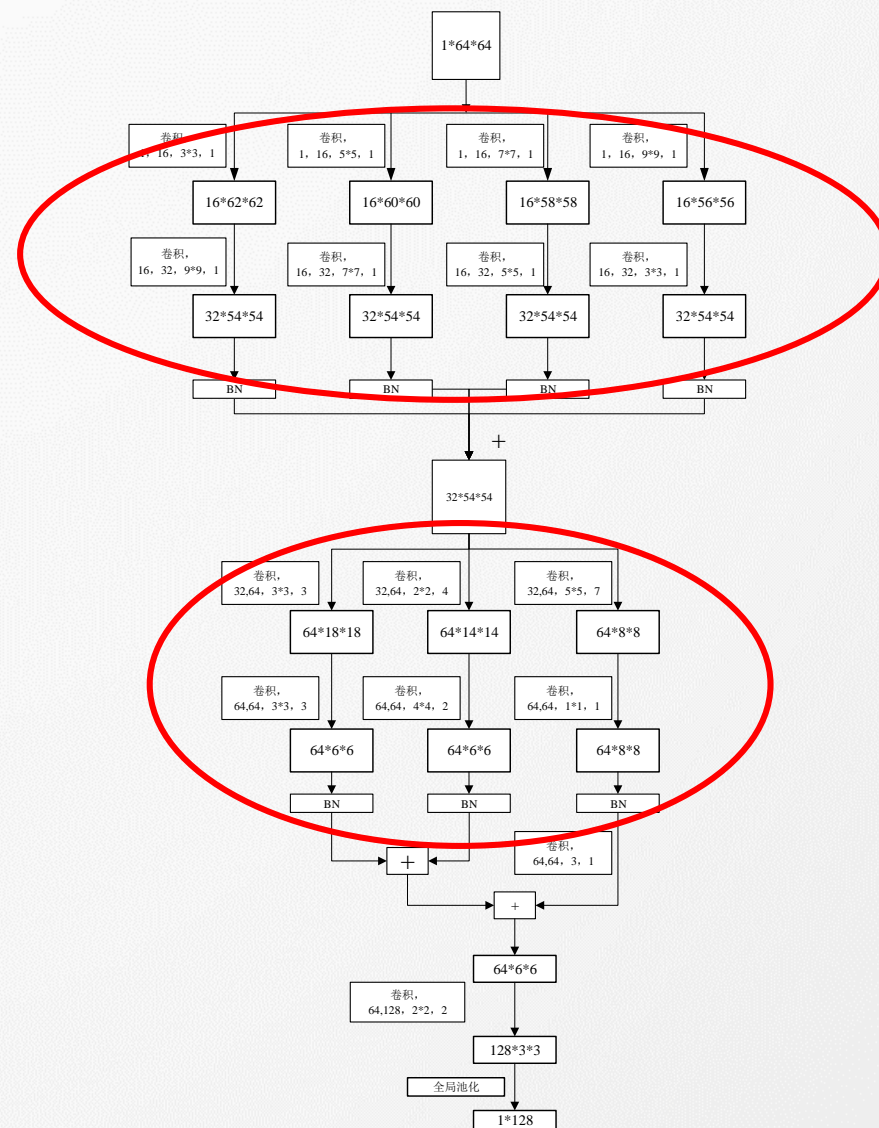 1*64*64
卷积，
1，16，3*3，1
卷积，
1，16，5*5，1
卷积，
1，16，7*7，1
卷积，
1，16，9*9，1
16*62*62
16*60*60
16*58*58
16*56*56
卷积，
16，32，9*9，1
卷积，
16，32，7*7，1
卷积，
16，32，5*5，1
卷积，
16，32，3*3，1
32*54*54
32*54*54
32*54*54
32*54*54
BN
BN
BN
BN
+
32*54*54
卷积，
32,64，3*3，3
卷积，
32,64，2*2，4
卷积，
32,64，5*5，7
64*18*18
64*14*14
64*8*8
卷积，
64,64，3*3，3
卷积，
64,64，4*4，2
卷积，
64,64，1*1，1
64*6*6
64*6*6
64*8*8
BN
BN
BN
+
卷积，
64,64，3，1
+
64*6*6
卷积，
64,128，2*2，2
128*3*3
全局池化
1*128